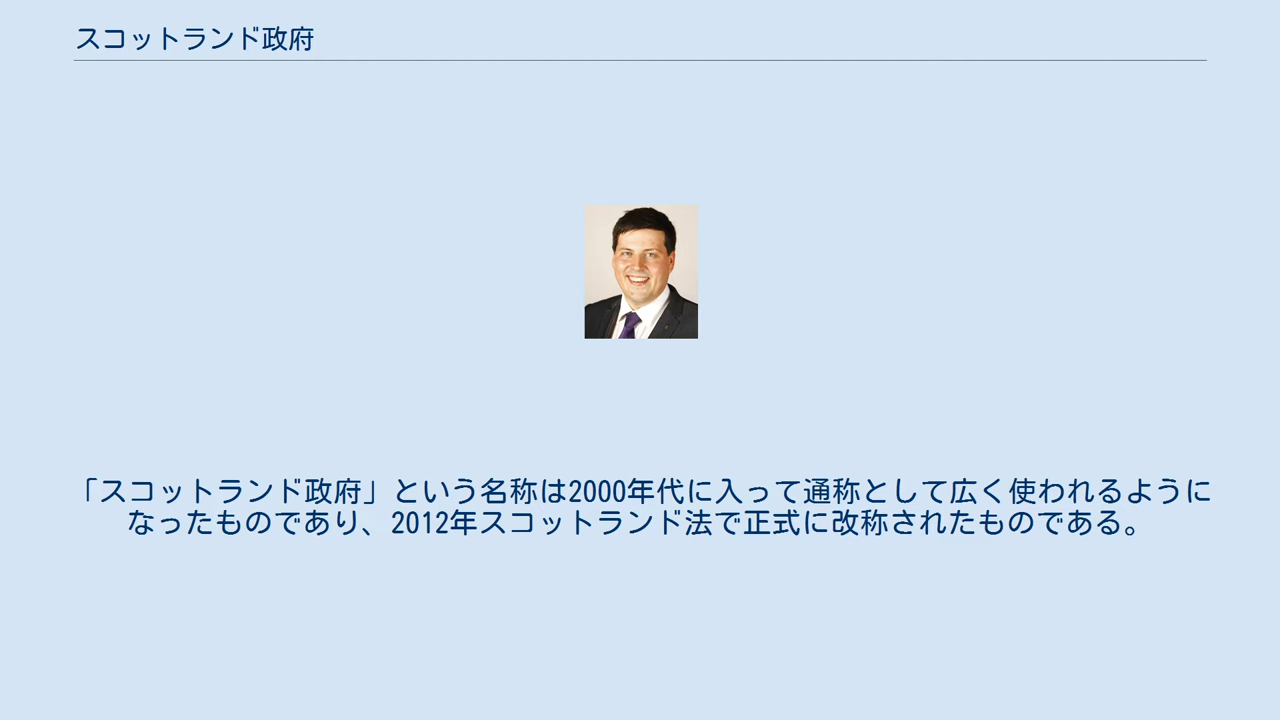 スコットランド政府
「スコットランド政府」という名称は2000年代に入って通称として広く使われるように
なったものであり、2012年スコットランド法で正式に改称されたものである。